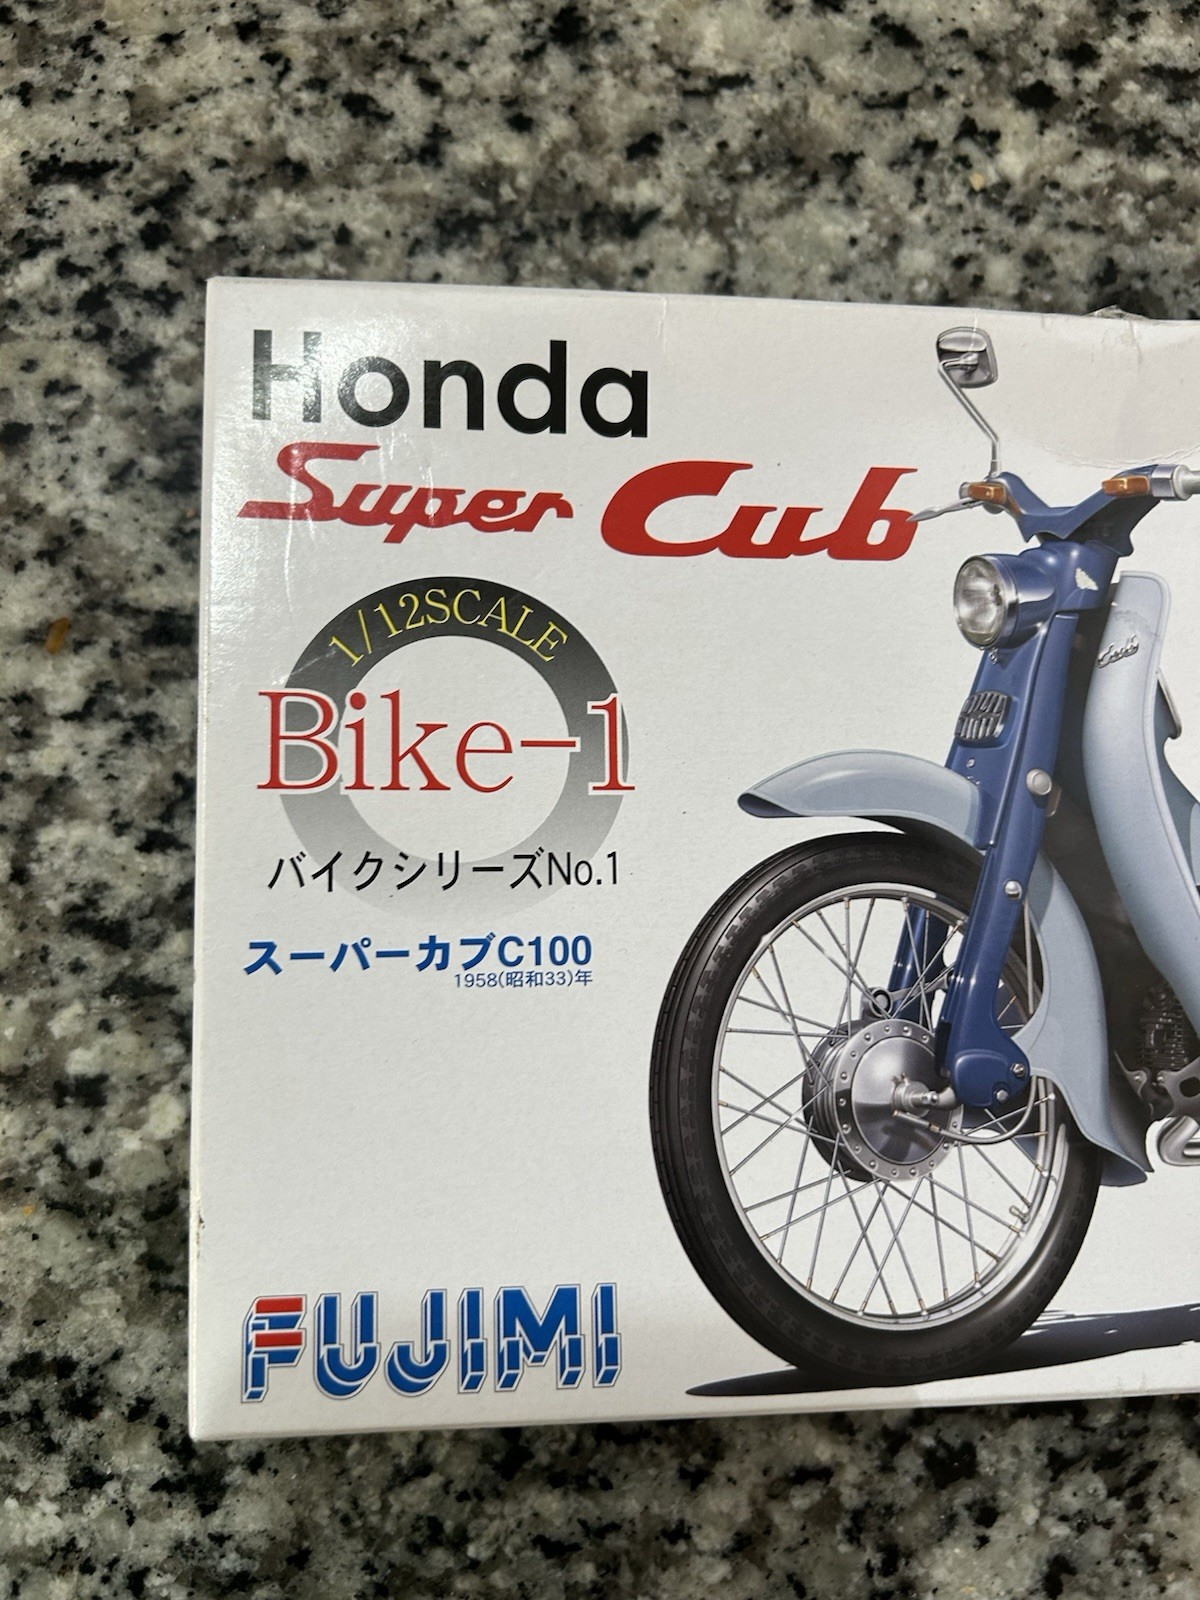 Honda
Super Cub
1/12SCALE
Bike-1
バイクシリーズNo.1
スーパーカブC100
1958(昭和33)年
Cub
FUJIMI